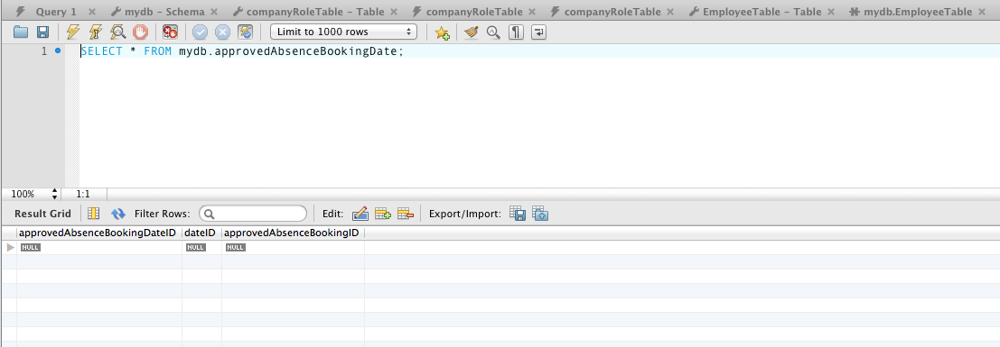 Query 1 mydb - Schema companyRoleTable - Table companyRoleTable companyRoleTable EmployeeTable - Table mydb.EmployeeTable
Limit to 1000 rows
1 SELECT * FROM mydb.approvedAbsenceBookingDate;
100% 1:1
Result Grid Filter Rows: Edit: Export/Import:
approvedAbsenceBookingDateID dateID approvedAbsenceBookingID
NULL NULL NULL